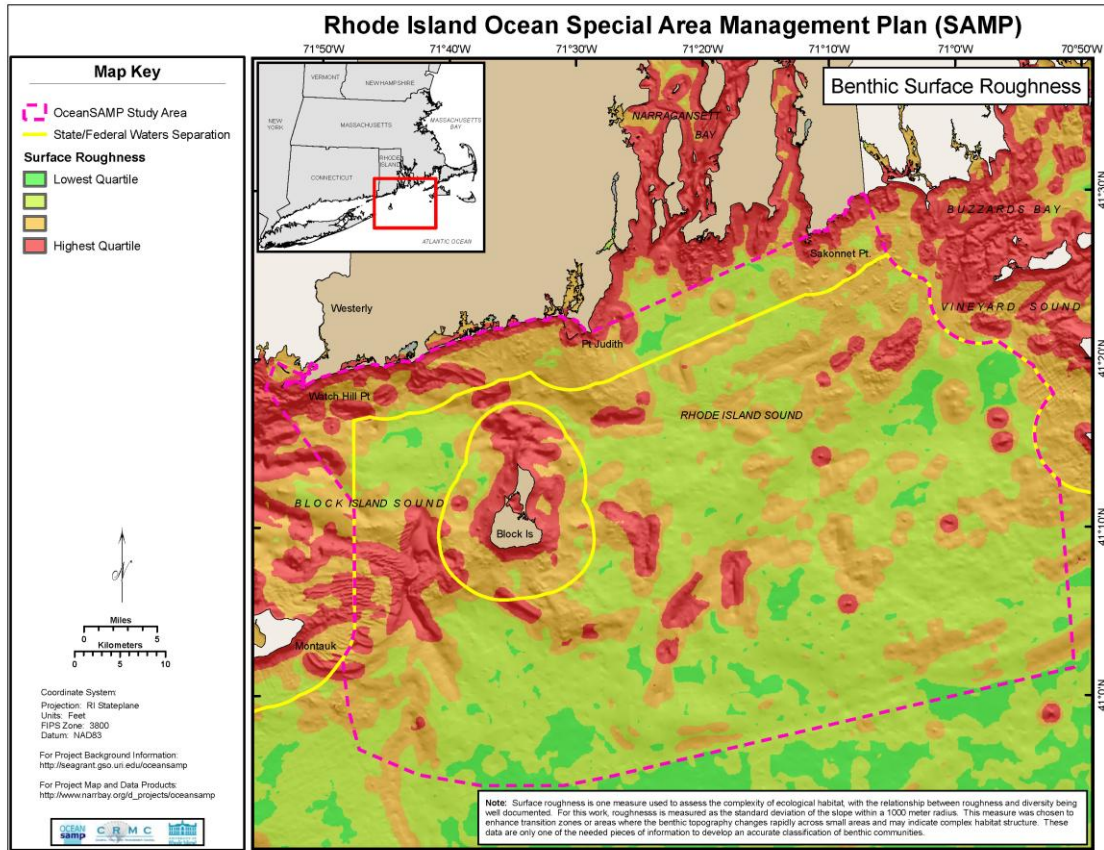 Rhode Island Ocean Special Area Management Plan (SAMP)
71°50'W 71°40'W 71°30'W 71°20'W 71°10'W 71°0'W 70°50'W
Map Key
OceanSAMP Study Area
State/Federal Waters Separation
Surface Roughness
Lowest Quartile
Highest Quartile
Miles
0 5
Kilometers
0 5 10
Coordinate System:
Projection: RI Stateplane
Units: Feet
FIPS Zone: 3800
Datum: NAD83
For Project Background Information:
http://seagrant.gso.uri.edu/oceansamp
For Project Map and Data Products:
http://www.narrbay.org/d_projects/oceansamp
OCEAN
samp
CRMC
VERMONT
NEW HAMPSHIRE
NEW
YORK
MASSACHUSETTS
MASSACHUSETTS
BAY
CONNECTICUT
RHODE
ISLAND
ATLANTIC OCEAN
Benthic Surface Roughness
NARRAGANSETT
BAY
BUZZARDS BAY
Sakonnet Pt.
VINEYARD SOUND
Westerly
Pt Judith
Watch Hill Pt
RHODE ISLAND SOUND
BLOCK ISLAND SOUND
Block Is
Montauk
41°30'N
41°20'N
41°10'N
41°0'N
Note: Surface roughness is one measure used to assess the complexity of ecological habitat, with the relationship between roughness and diversity being
well documented. For this work, roughnesss is measured as the standard deviation of the slope within a 1000 meter radius. This measure was chosen to
enhance transition zones or areas where the benthic topography changes rapidly across small areas and may indicate complex habitat structure. These
data are only one of the needed pieces of information to develop an accurate classification of benthic communities.